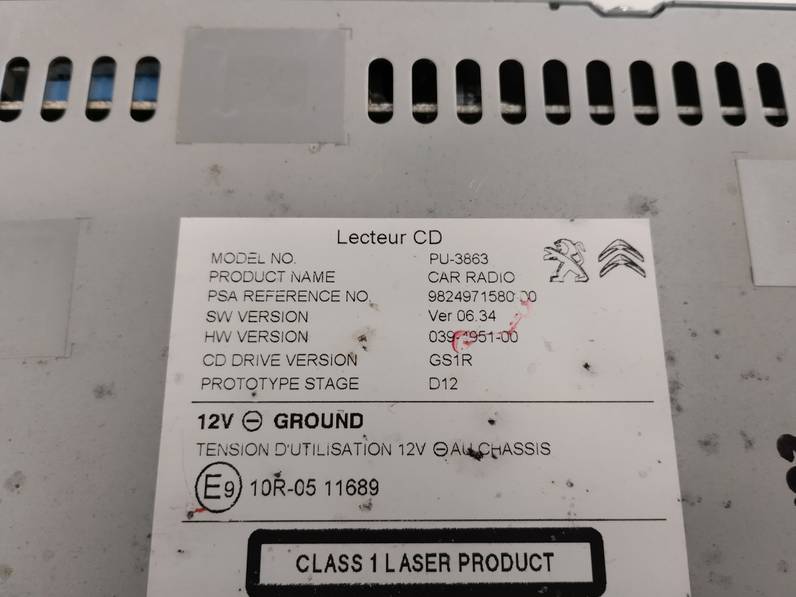 Lecteur CD
MODEL NO. PU-3863
PRODUCT NAME CAR RADIO
PSA REFERENCE NO. 9824971580 00
SW VERSION Ver 06.34
HW VERSION
CD DRIVE VERSION GS1R
PROTOTYPE STAGE D12
12V ⊖ GROUND
TENSION D'UTILISATION 12V ⊖ AU CHASSIS
E9 10R-05 11689
CLASS 1 LASER PRODUCT